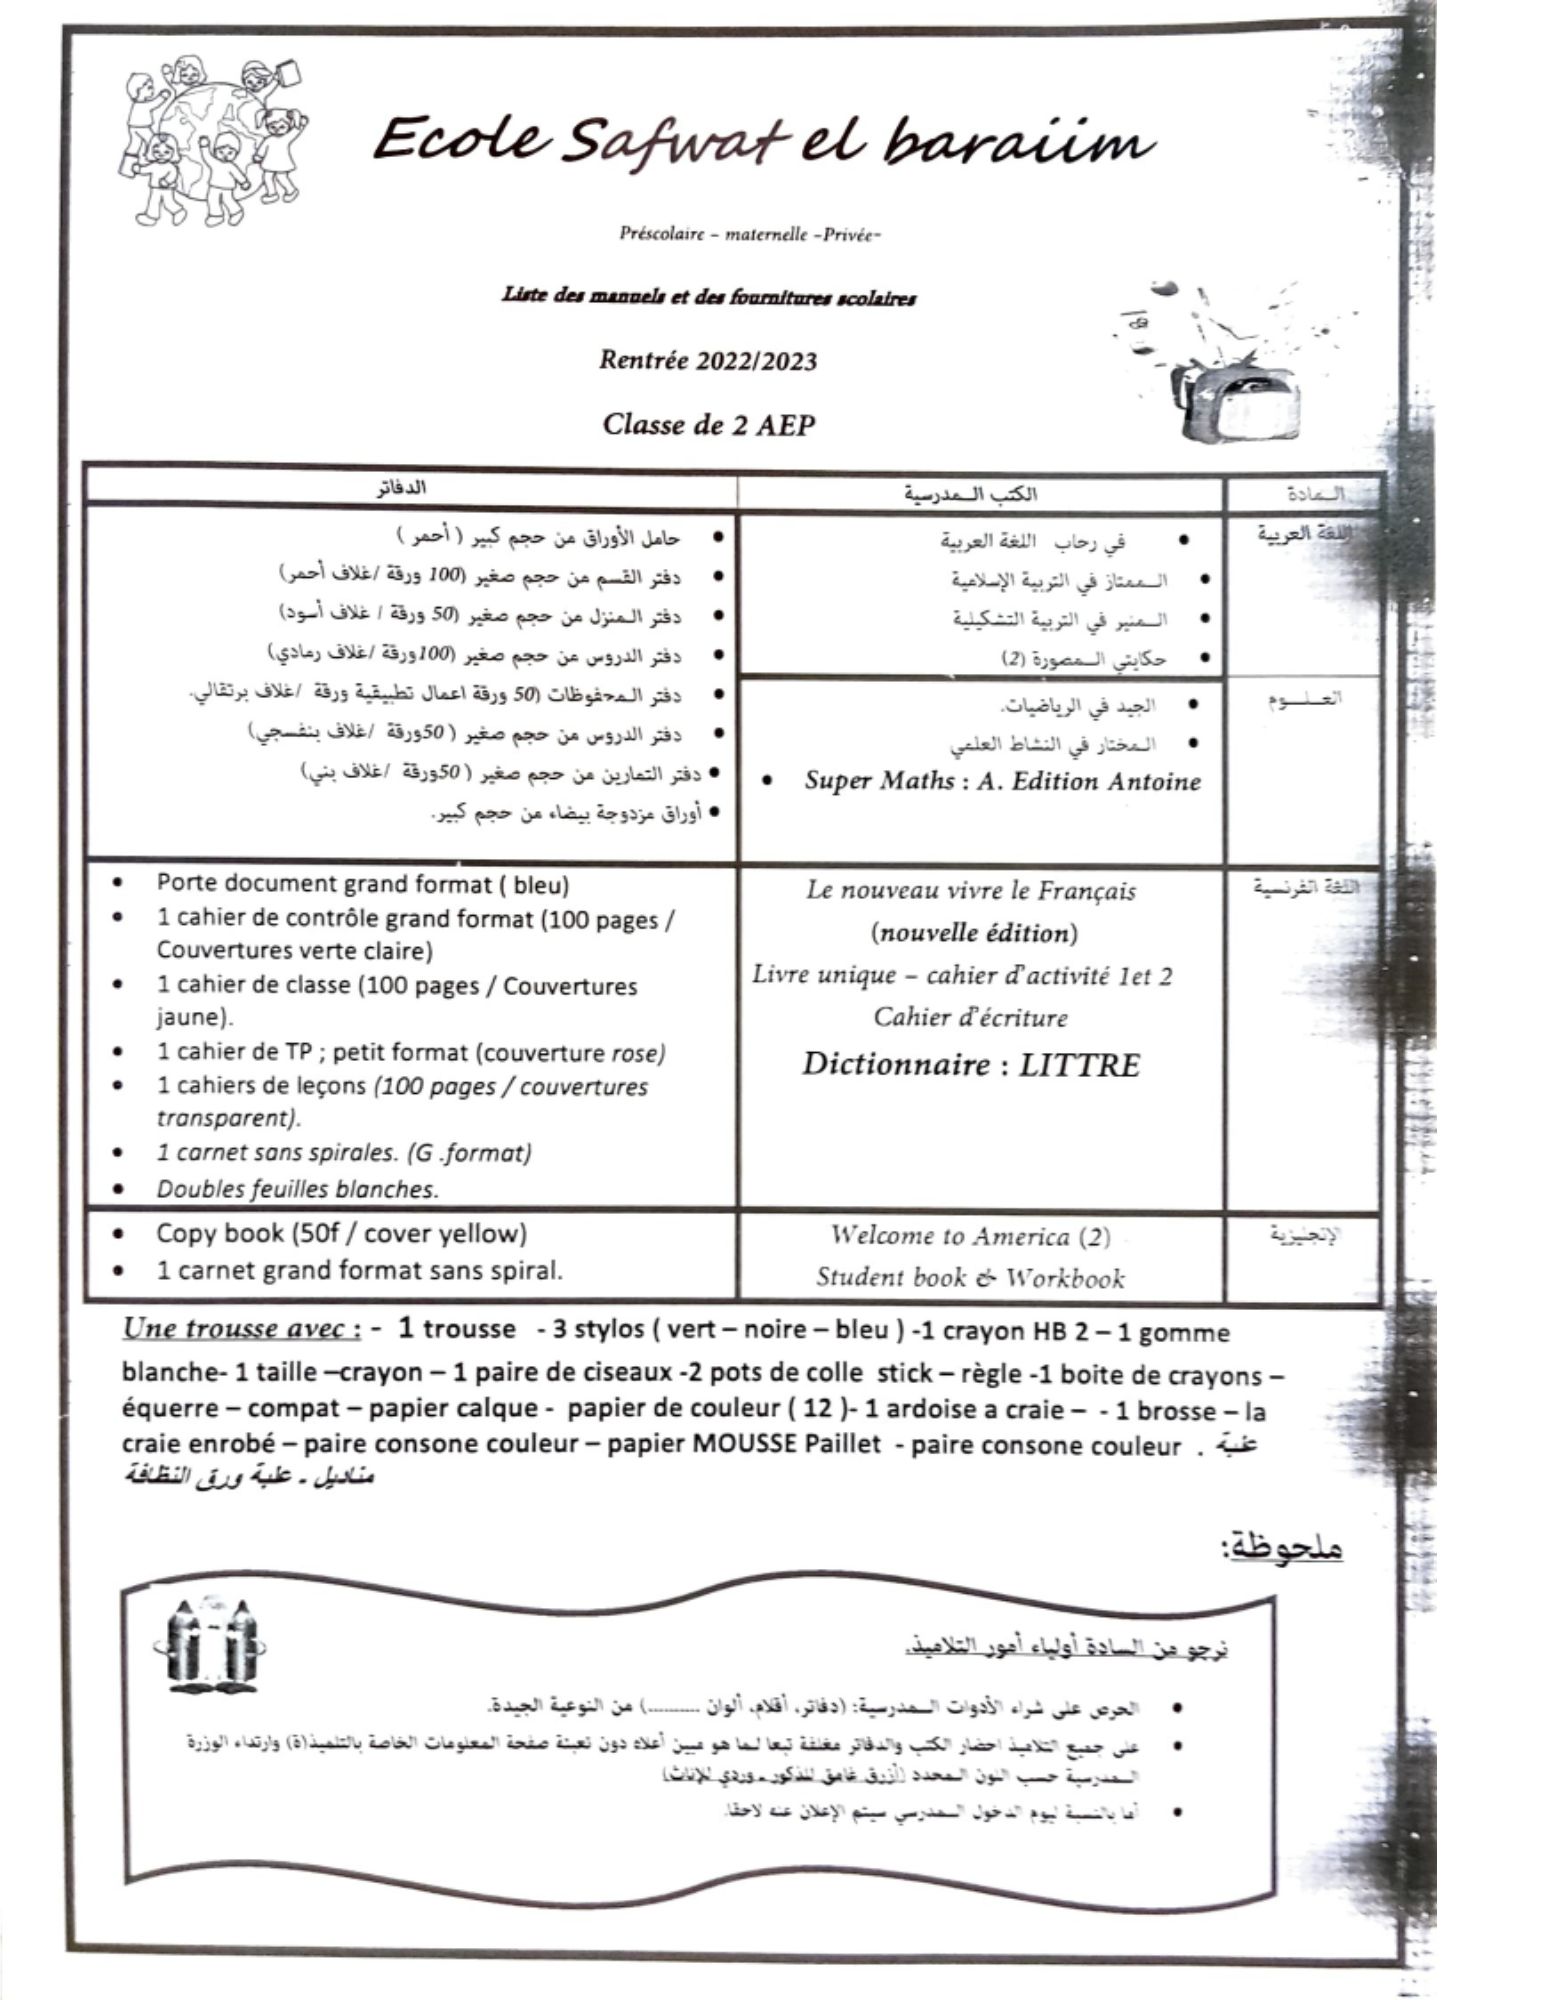 Ecole Safwat el baraiim
Préscolaire – maternelle –Privée-
Liste des manuels et des fournitures scolaires
Rentrée 2022/2023
Classe de 2 AEP
المادة
الكتب المدرسية
الدفاتر
اللغة العربية
• في رحاب اللغة العربية
• الممتاز في التربية الإسلامية
• المنير في التربية التشكيلية
• حكايتي المصورة (2)
• حامل الأوراق من حجم كبير ( أحمر )
• دفتر القسم من حجم صغير (100 ورقة /غلاف أحمر)
• دفتر المنزل من حجم صغير (50 ورقة / غلاف أسود)
• دفتر الدروس من حجم صغير (100ورقة /غلاف رمادي)
• دفتر المحفوظات (50 ورقة اعمال تطبيقية ورقة /غلاف برتقالي.
• دفتر الدروس من حجم صغير ( 50ورقة /غلاف بنفسجي)
• دفتر التمارين من حجم صغير ( 50ورقة /غلاف بني)
• أوراق مزدوجة بيضاء من حجم كبير.
العلوم
• الجيد في الرياضيات.
• المختار في النشاط العلمي
• Super Maths : A. Edition Antoine
اللغة الفرنسية
Le nouveau vivre le Français
(nouvelle édition)
Livre unique – cahier d'activité 1et 2
Cahier d'écriture
Dictionnaire : LITTRE
• Porte document grand format ( bleu)
• 1 cahier de contrôle grand format (100 pages /
Couvertures verte claire)
• 1 cahier de classe (100 pages / Couvertures
jaune).
• 1 cahier de TP ; petit format (couverture rose)
• 1 cahiers de leçons (100 pages / couvertures
transparent).
• 1 carnet sans spirales. (G .format)
• Doubles feuilles blanches.
الإنجليزية
Welcome to America (2)
Student book & Workbook
• Copy book (50f / cover yellow)
• 1 carnet grand format sans spiral.
Une trousse avec : - 1 trousse - 3 stylos ( vert – noire – bleu ) -1 crayon HB 2 – 1 gomme
blanche- 1 taille –crayon – 1 paire de ciseaux -2 pots de colle stick – règle -1 boite de crayons –
équerre – compat – papier calque - papier de couleur ( 12 )- 1 ardoise a craie – - 1 brosse – la
craie enrobé – paire consone couleur – papier MOUSSE Paillet - paire consone couleur . علبة
مناديل ـ علبة ورق النظافة
ملحوظة:
نرجو من السادة أولياء أمور التلاميذ.
• الحرص على شراء الأدوات المدرسية: (دفاتر، أقلام، ألوان ..........) من النوعية الجيدة.
• على جميع التلاميذ احضار الكتب والدفاتر مغلفة تبعا لما هو مبين أعلاه دون تعبئة صفحة المعلومات الخاصة بالتلميذ(ة) وارتداء الوزرة
المدرسية حسب اللون المحدد (أزرق غامق للذكور ـ وردي للإناث)
• أما بالنسبة ليوم الدخول المدرسي سيتم الإعلان عنه لاحقا.